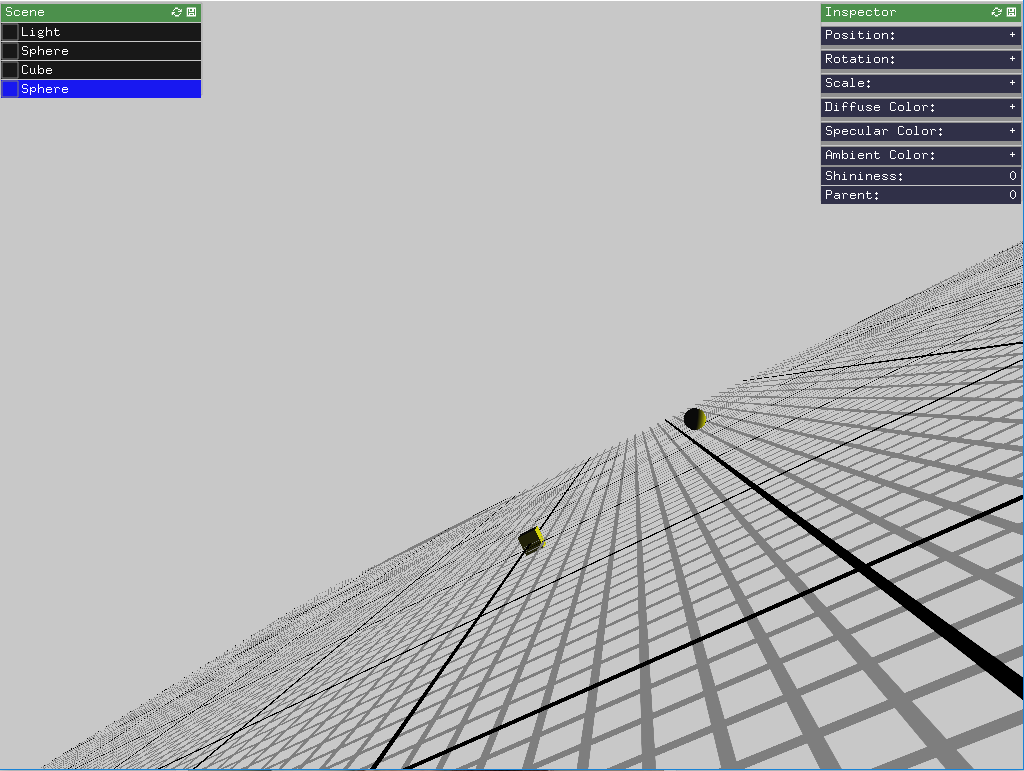 Scene
Light
Sphere
Cube
Sphere
Inspector
Position: +
Rotation: +
Scale: +
Diffuse Color: +
Specular Color: +
Ambient Color: +
Shininess: 0
Parent: 0